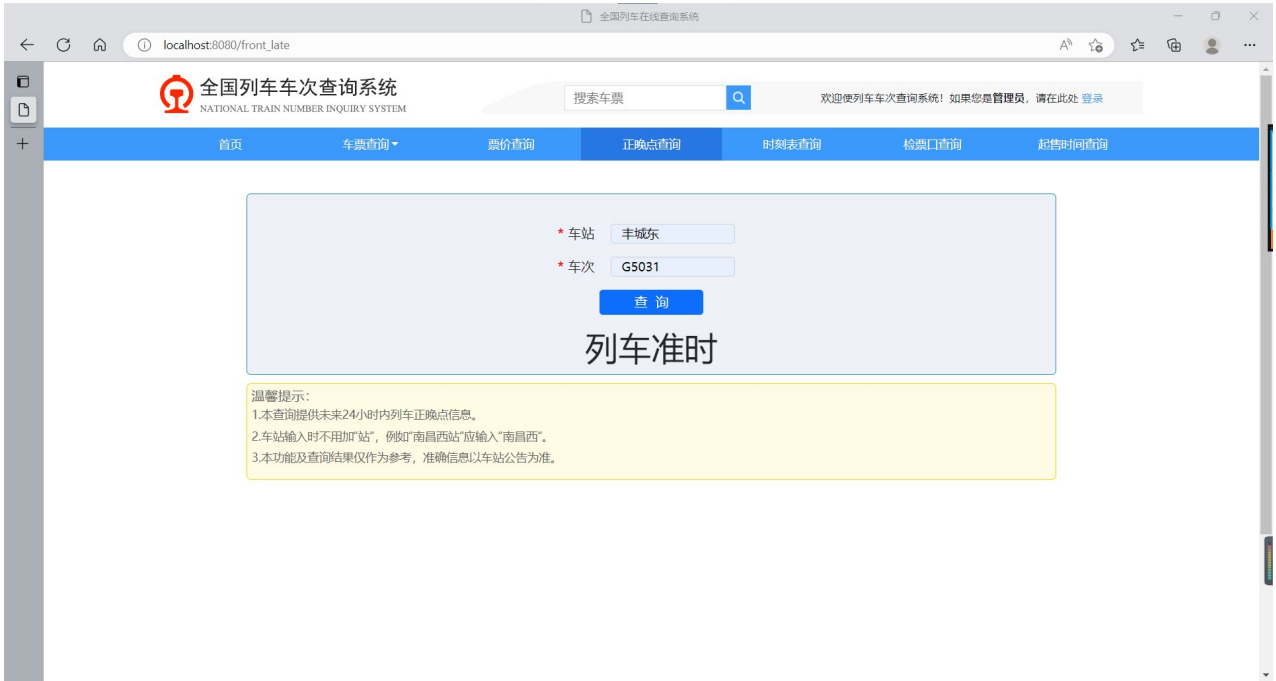 全国列车在线查询系统
localhost:8080/front_late
全国列车车次查询系统
NATIONAL TRAIN NUMBER INQUIRY SYSTEM
搜索车票
欢迎使列车车次查询系统！如果您是管理员，请在此处 登录
首页 车票查询 票价查询 正晚点查询 时刻表查询 检票口查询 起售时间查询
* 车站 丰城东
* 车次 G5031
查 询
列车准时
温馨提示：
1.本查询提供未来24小时内列车正晚点信息。
2.车站输入时不用加“站”，例如“南昌西站”应输入“南昌西”。
3.本功能及查询结果仅作为参考，准确信息以车站公告为准。